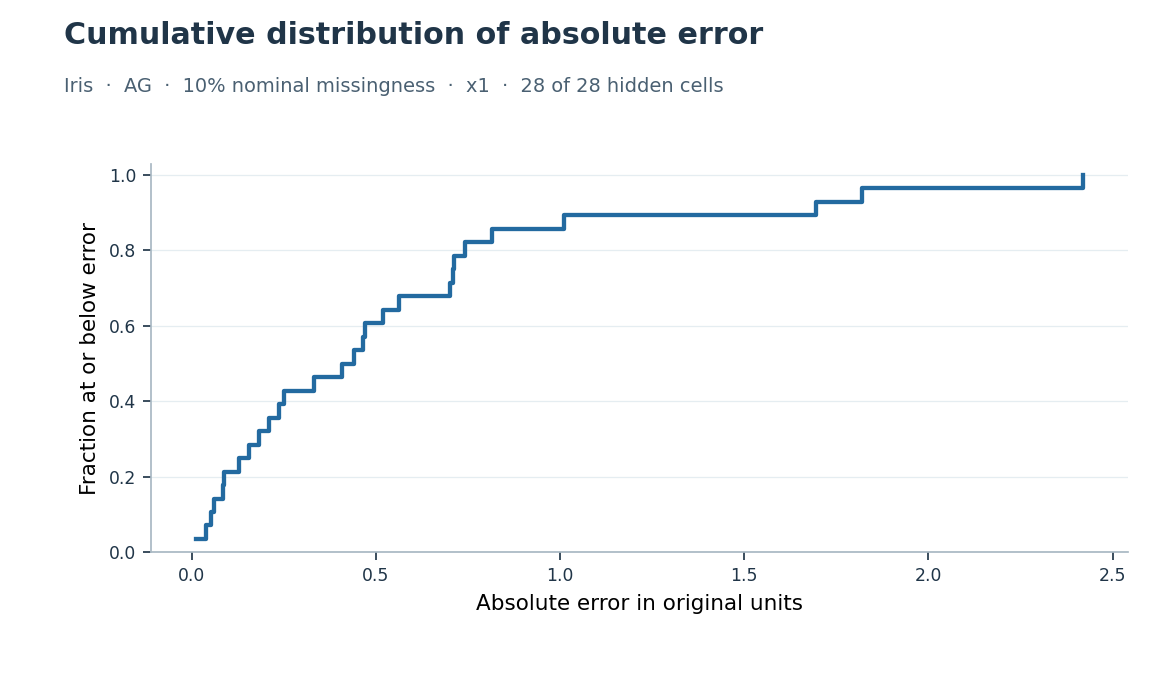 Cumulative distribution of absolute error
Iris · AG · 10% nominal missingness · x1 · 28 of 28 hidden cells
Fraction at or below error
1.0
0.8
0.6
0.4
0.2
0.0
0.0 0.5 1.0 1.5 2.0 2.5
Absolute error in original units